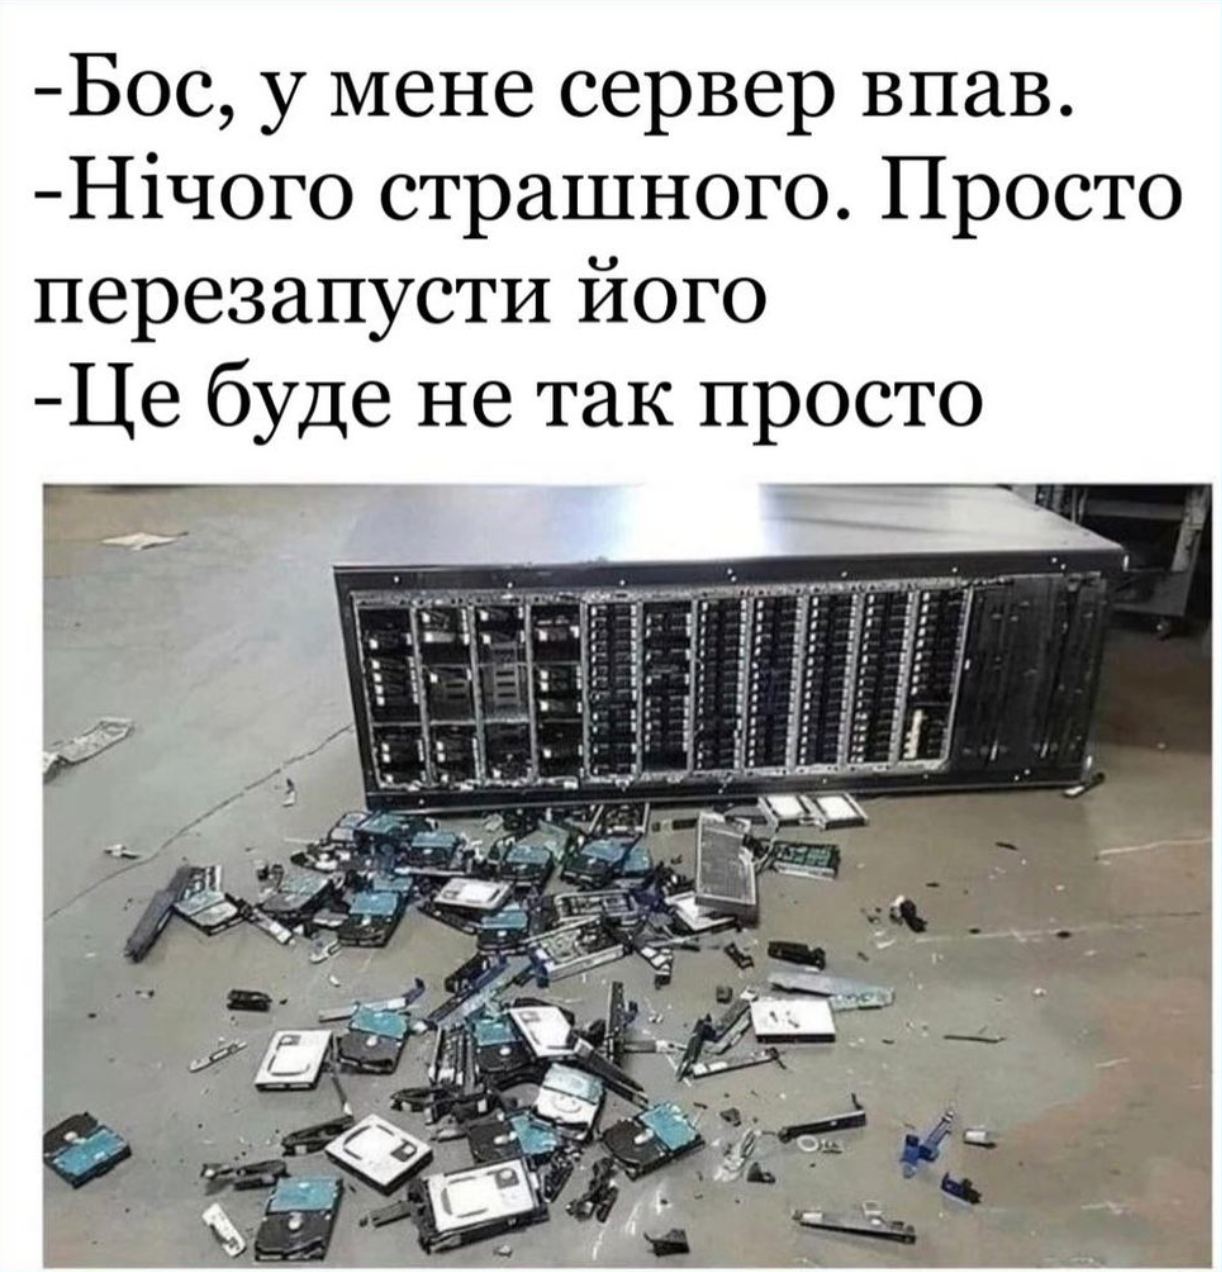 -Бос, у мене сервер впав.
-Нічого страшного. Просто
перезапусти його
-Це буде не так просто